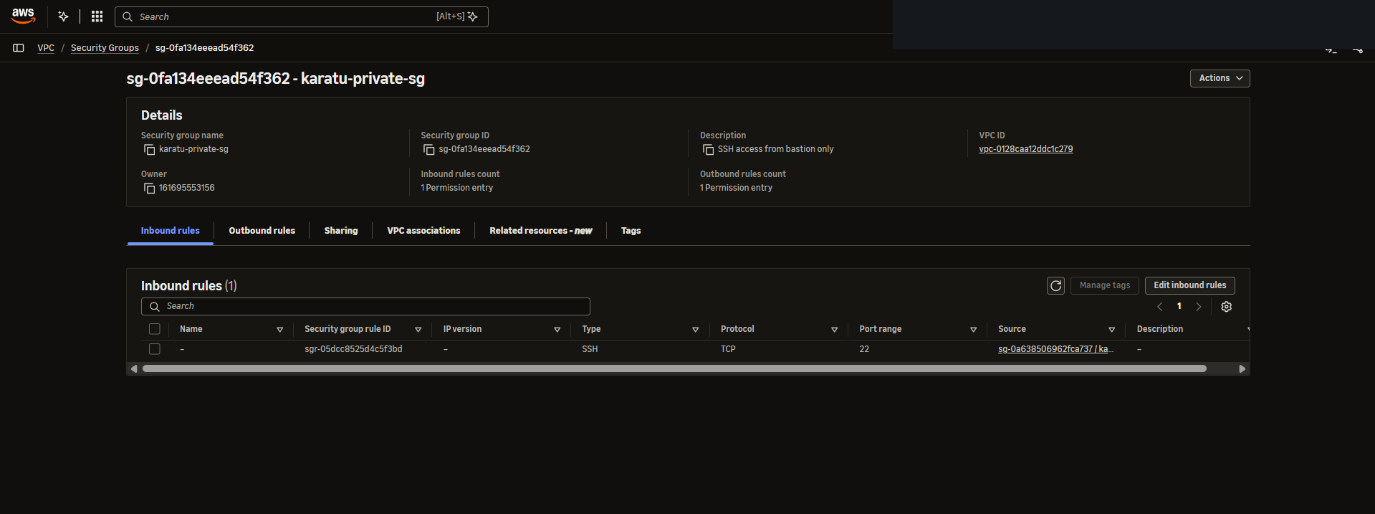 aws
Search [Alt+S]
VPC / Security Groups / sg-0fa134eeead54f362
sg-0fa134eeead54f362 - karatu-private-sg
Actions
Details
Security group name Security group ID Description VPC ID
karatu-private-sg sg-0fa134eeead54f362 SSH access from bastion only vpc-0128caa12ddc1c279
Owner Inbound rules count Outbound rules count
161695553156 1 Permission entry 1 Permission entry
Inbound rules Outbound rules Sharing VPC associations Related resources - new Tags
Inbound rules (1) Manage tags Edit inbound rules
Search 1
Name Security group rule ID IP version Type Protocol Port range Source Description
– sgr-05dcc8525d4c5f3bd – SSH TCP 22 sg-0a638506962fca737 / ka... –